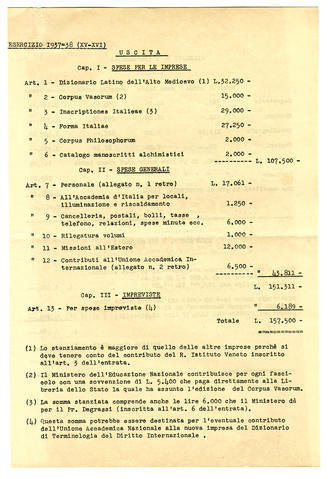 ESERCIZIO 1937=38 (XV-XVI)
USCITA
Cap. I - SPESE PER LE IMPRESE
Art. 1 - Dizionario Latino dell'Alto Medioevo (1) L.32.250 -
" 2 - Corpus Vasorum (2) 15.000 -
" 3 - Inscriptiones Italiae (3) 29.000 -
" 4 - Forma Italiae 27.250 -
" 5 - Corpus Philosophorum 2.000 -
" 6 - Catalogo manoscritti alchimistici 2.000 -
---------- L. 107.500 -
Cap. II - SPESE GENERALI
Art. 7 - Personale (allegato n. 1 retro) L. 17.061 -
" 8 - All'Accademia d'Italia per locali,
illuminazione e riscaldamento 1.250 -
" 9 - Cancelleria, postali, bolli, tasse ,
telefono, relazioni, spese minute ecc. 6.000 -
" 10 - Rilegatura volumi 1.000 -
" 11 - Missioni all'Estero 12.000 -
" 12 - Contributi all'Unione Accademica In-
ternazionale (allegato n. 2 retro) 6.500 -
---------- " 43.811 -
L. 151.311 -
Cap. III - IMPREVISTE
Art. 13 - Per spese impreviste (4) " 6.189 -
Totale L. 157.500 -
(1) Lo stanziamento è maggiore di quello delle altre imprese perchè si
deve tenere conto del contributo del R. Istituto Veneto inscritto
all'art. 3 dell'entrata).
(2) Il Ministero dell'Educazione Nazionale contribuisce per ogni fasci-
colo con una sovvenzione di L. 5.400 che paga direttamente alla Li-
breria dello Stato la quale ha assunto l'edizione del Corpus Vasorum.
(3) La somma stanziata comprende anche le lire 6.000 che il Ministero dà
per il Pr. Degrassi (inscritta all'art. 6 dell'entrata).
(4) Questa somma potrebbe essere destinata per l'eventuale contributo
dell'Unione Accademica Nazionale alla nuova impresa del Dizionario
di Terminologia del Diritto Internazionale .